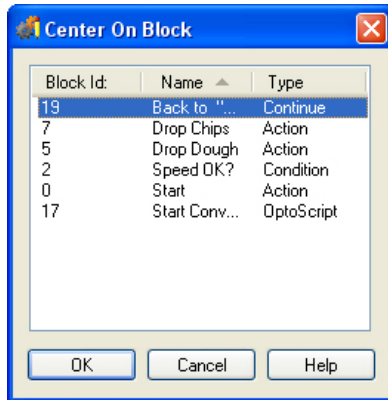 Center On Block
Block Id: Name Type
19 Back to "... Continue
7 Drop Chips Action
5 Drop Dough Action
2 Speed OK? Condition
0 Start Action
17 Start Conv... OptoScript
OK Cancel Help